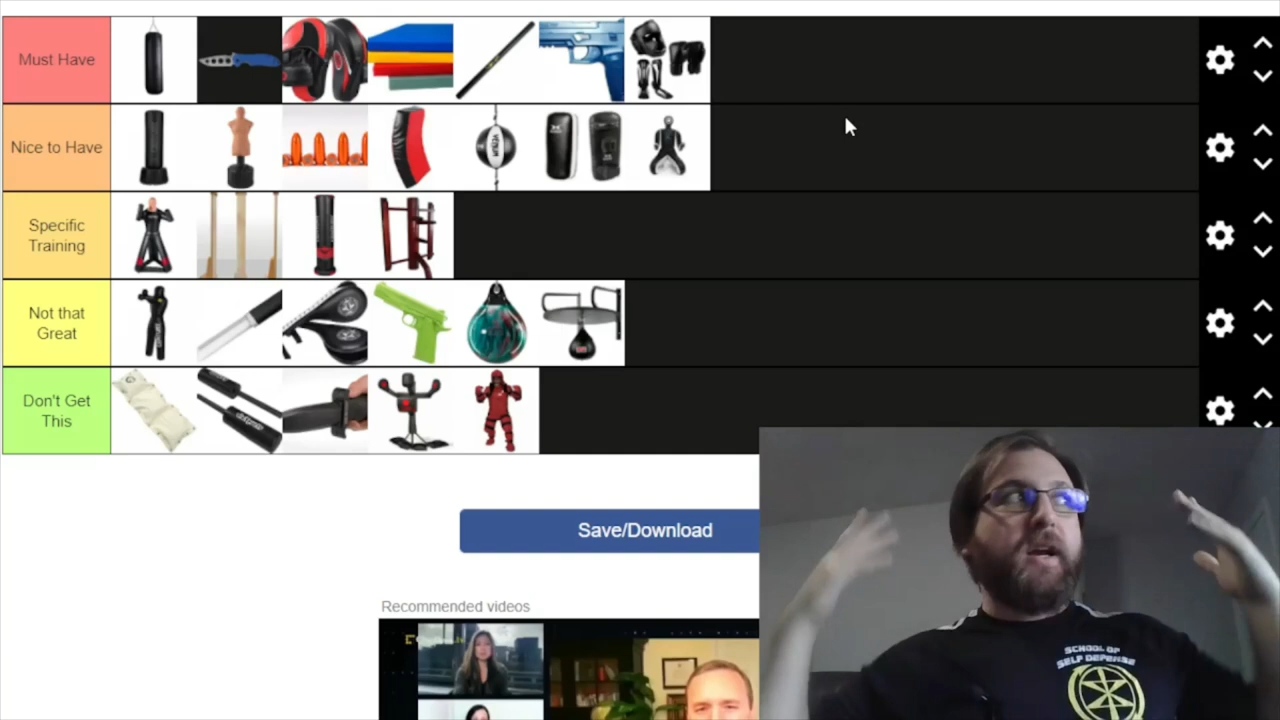 Must Have
Nice to Have
VENUM
Specific
Training
Not that
Great
Don't Get
This
Save/Download
Recommended videos
SCHOOL OF
SELF DEFENSE